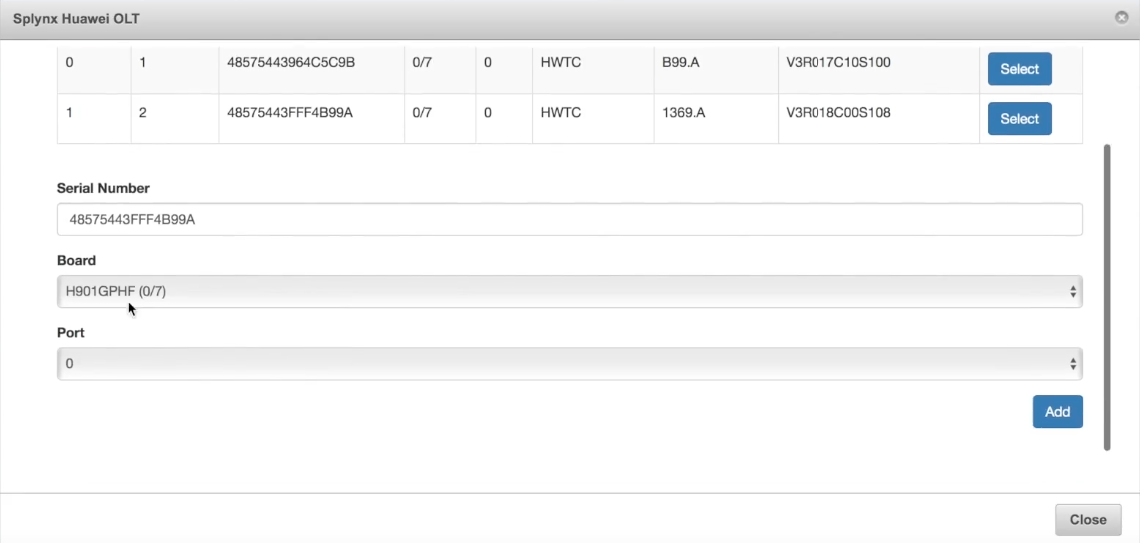 Splynx Huawei OLT
0 1 48575443964C5C9B 0/7 0 HWTC B99.A V3R017C10S100 Select
1 2 48575443FFF4B99A 0/7 0 HWTC 1369.A V3R018C00S108 Select
Serial Number
48575443FFF4B99A
Board
H901GPHF (0/7)
Port
0
Add
Close